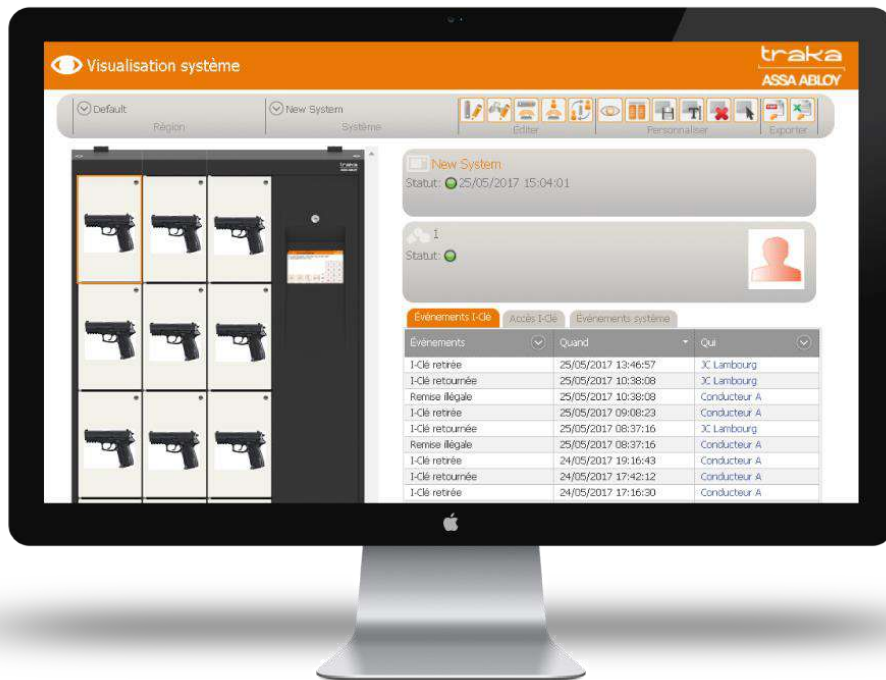 Visualisation système
traka
ASSA ABLOY
Default
New System
Région
Système
Editer
Personnaliser
Exporter
traka
New System
Statut: 25/05/2017 15:04:01
1
Statut:
Événements I-Clé Accès I-Clé Événements système
Événements Quand Qui
I-Clé retirée 25/05/2017 13:46:57 JC Lambourg
I-Clé retournée 25/05/2017 10:38:08 JC Lambourg
Remise illégale 25/05/2017 10:38:08 Conducteur A
I-Clé retirée 25/05/2017 09:08:23 Conducteur A
I-Clé retournée 25/05/2017 08:37:16 JC Lambourg
Remise illégale 25/05/2017 08:37:16 Conducteur A
I-Clé retirée 24/05/2017 19:16:43 Conducteur A
I-Clé retournée 24/05/2017 17:42:12 Conducteur A
I-Clé retirée 24/05/2017 17:16:30 Conducteur A